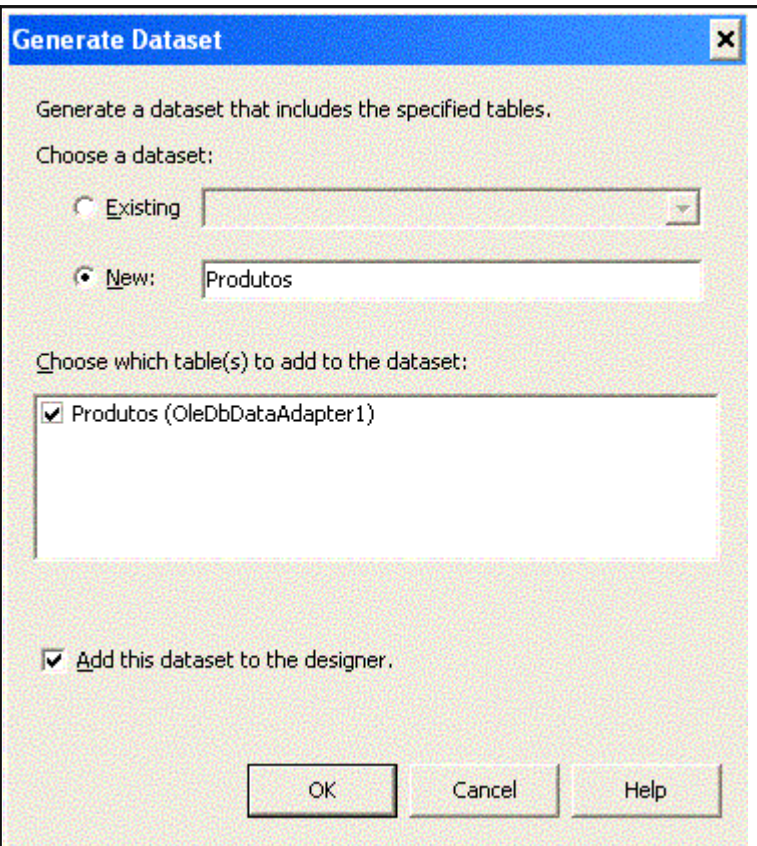 Generate Dataset
Generate a dataset that includes the specified tables.
Choose a dataset:
Existing
New: Produtos
Choose which table(s) to add to the dataset:
Produtos (OleDbDataAdapter1)
Add this dataset to the designer.
OK Cancel Help